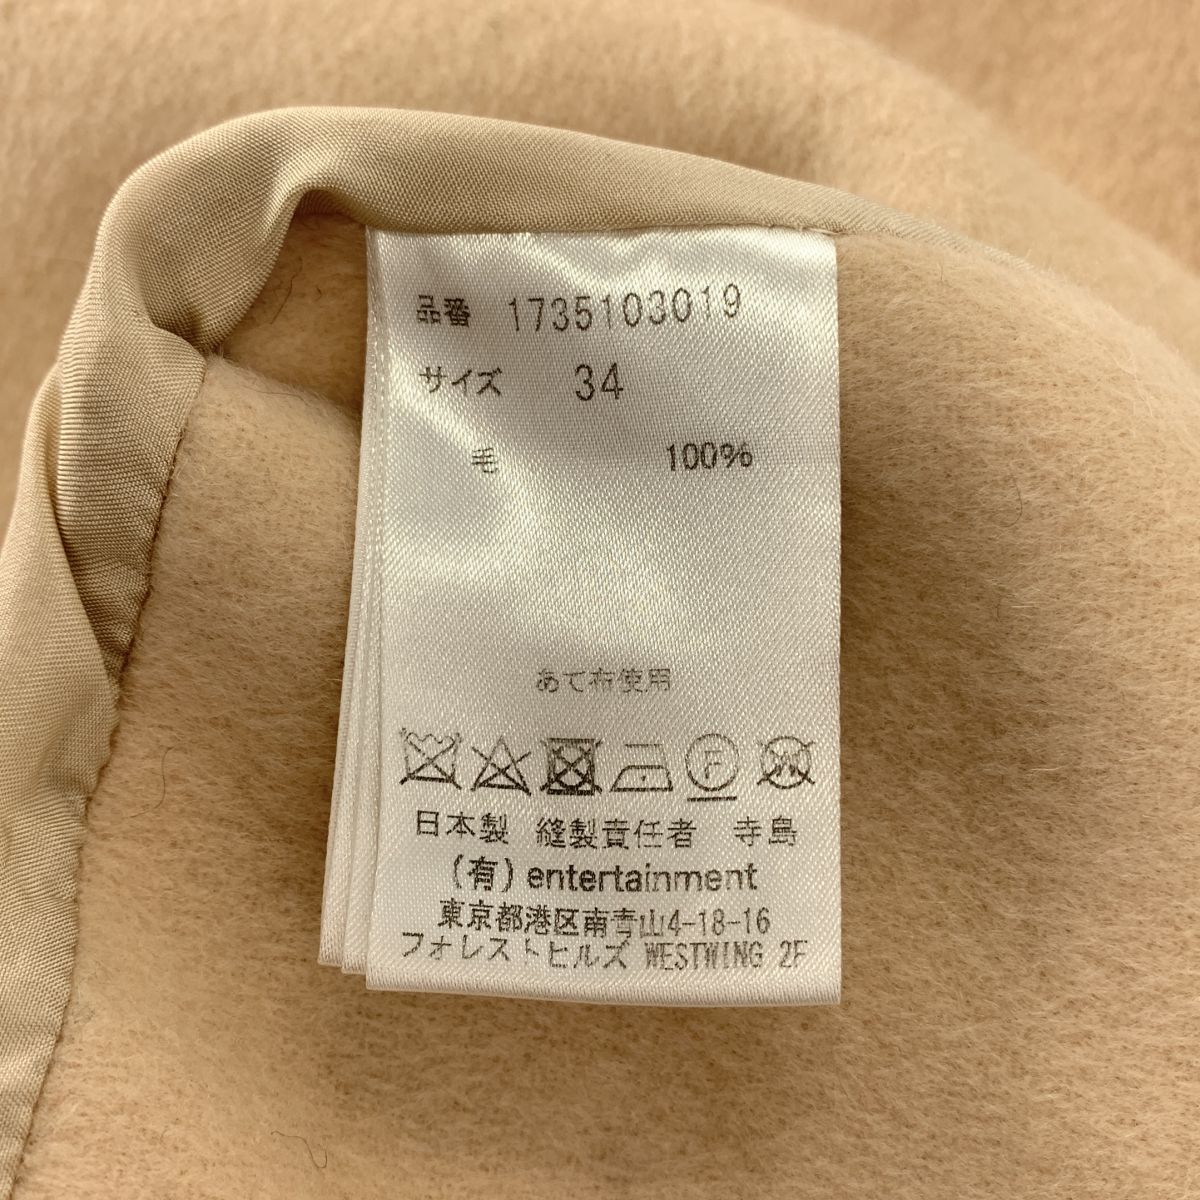 品番 1735103019
サイズ 34
毛 100%
あて布使用
F
日本製 縫製責任者 寺島
(有) entertainment
東京都港区南青山4-18-16
フォレストヒルズ WESTWING 2F